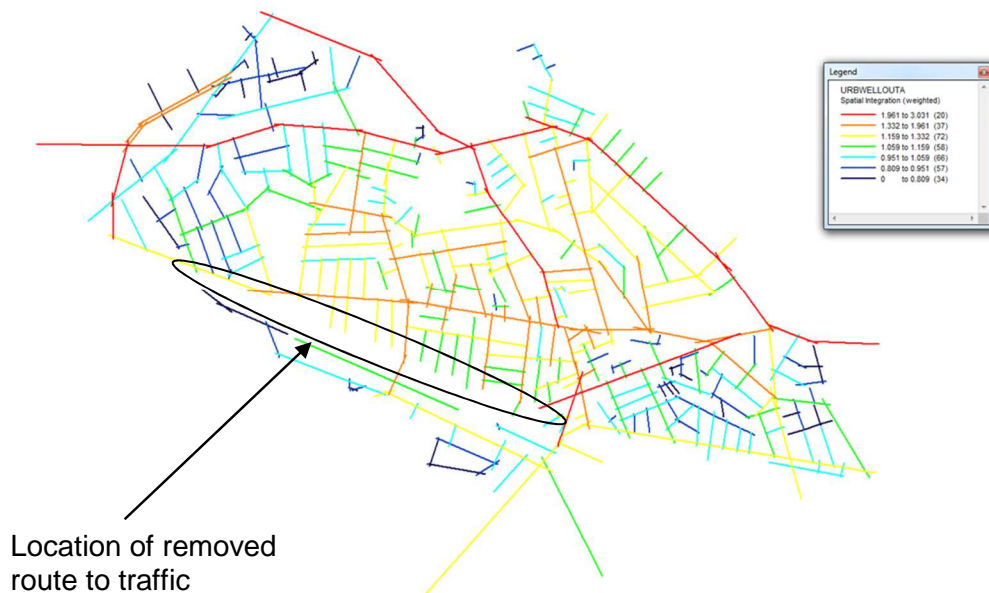 Legend
URBWELLOUTA
Spatial Integration (weighted)
1.961 to 3.031 (20)
1.332 to 1.961 (37)
1.159 to 1.332 (72)
1.059 to 1.159 (58)
0.951 to 1.059 (66)
0.809 to 0.951 (57)
0 to 0.809 (34)
Location of removed
route to traffic